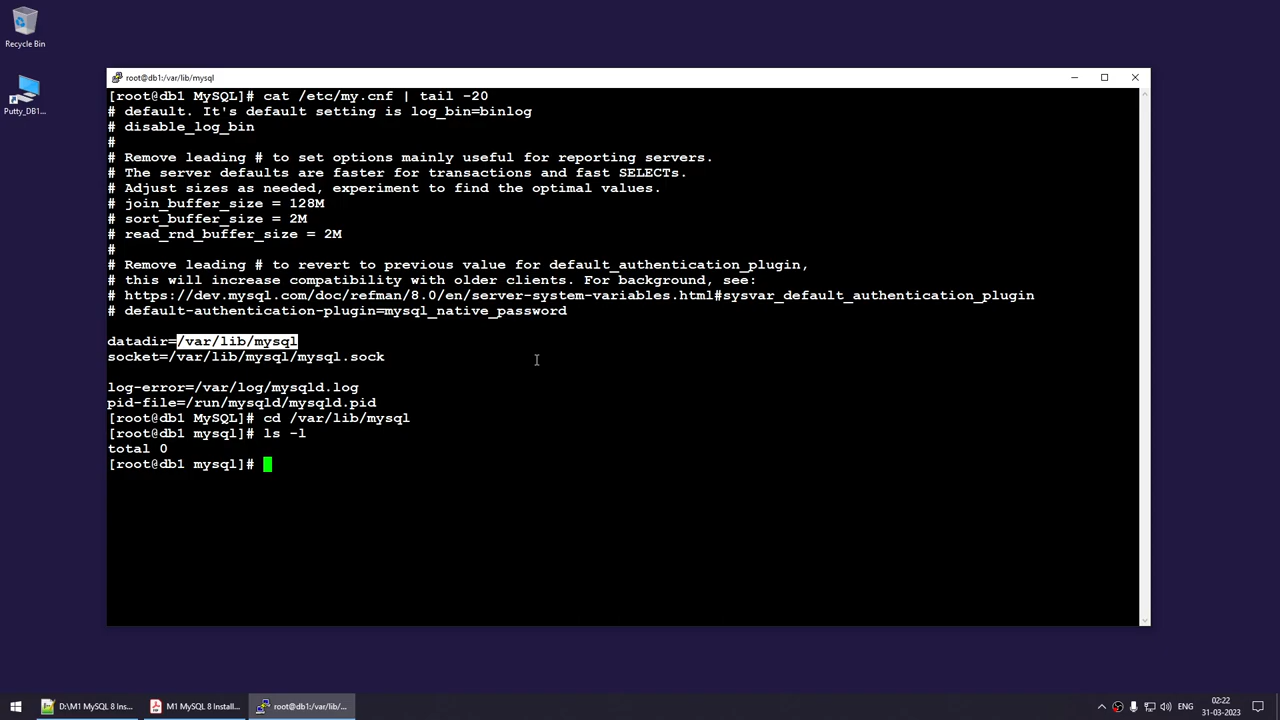 Recycle Bin
Putty_DB1...
root@db1:/var/lib/mysql
[root@db1 MySQL]# cat /etc/my.cnf | tail -20
# default. It's default setting is log_bin=binlog
# disable_log_bin
#
# Remove leading # to set options mainly useful for reporting servers.
# The server defaults are faster for transactions and fast SELECTs.
# Adjust sizes as needed, experiment to find the optimal values.
# join_buffer_size = 128M
# sort_buffer_size = 2M
# read_rnd_buffer_size = 2M
#
# Remove leading # to revert to previous value for default_authentication_plugin,
# this will increase compatibility with older clients. For background, see:
# https://dev.mysql.com/doc/refman/8.0/en/server-system-variables.html#sysvar_default_authentication_plugin
# default-authentication-plugin=mysql_native_password
datadir=/var/lib/mysql
socket=/var/lib/mysql/mysql.sock
log-error=/var/log/mysqld.log
pid-file=/run/mysqld/mysqld.pid
[root@db1 MySQL]# cd /var/lib/mysql
[root@db1 mysql]# ls -l
total 0
[root@db1 mysql]#
D:\M1 MySQL 8 Ins...
M1 MySQL 8 Install...
root@db1:/var/lib/...
ENG
02:22
31-03-2023